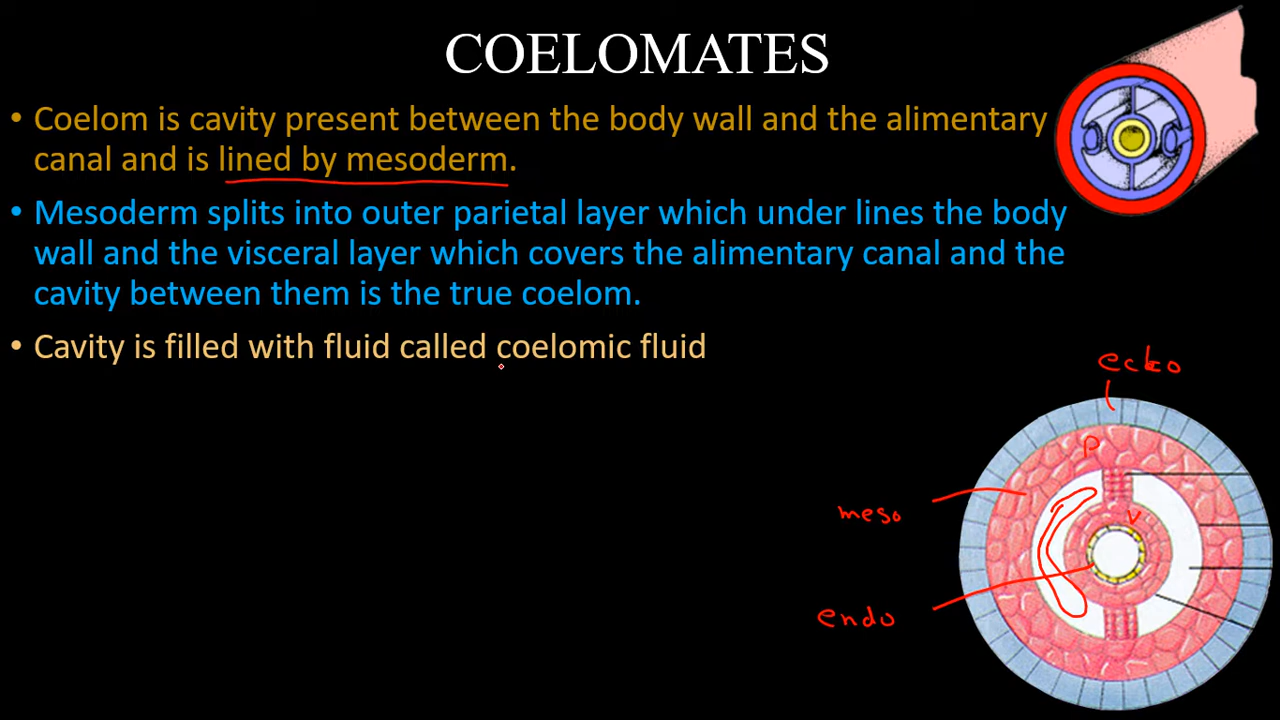 COELOMATES
• Coelom is cavity present between the body wall and the alimentary
canal and is lined by mesoderm.
• Mesoderm splits into outer parietal layer which under lines the body
wall and the visceral layer which covers the alimentary canal and the
cavity between them is the true coelom.
• Cavity is filled with fluid called coelomic fluid
ecto
P
meso
V
endo